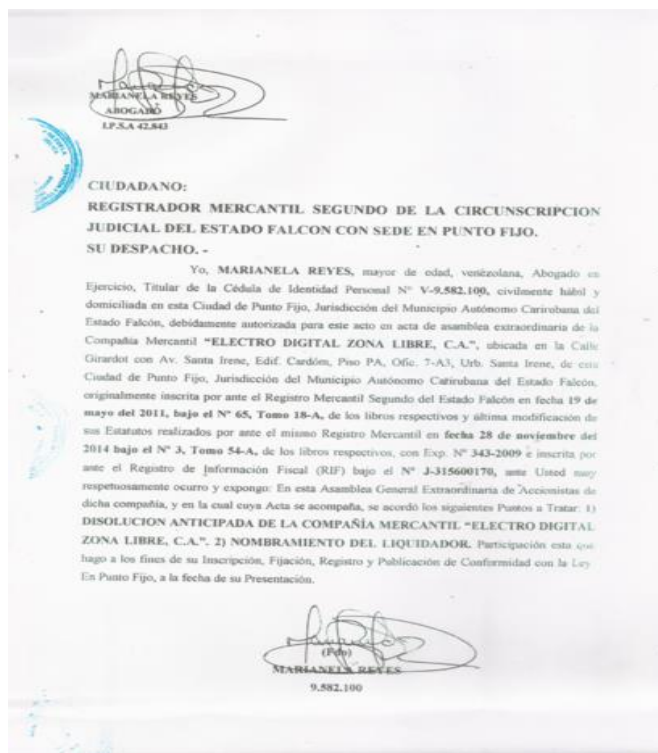 MARIANELA REYES
ABOGADO
I.P.S.A 42.843
CIUDADANO:
REGISTRADOR MERCANTIL SEGUNDO DE LA CIRCUNSCRIPCION
JUDICIAL DEL ESTADO FALCON CON SEDE EN PUNTO FIJO.
SU DESPACHO. -
Yo, MARIANELA REYES, mayor de edad, venezolana, Abogado en
Ejercicio, Titular de la Cédula de Identidad Personal N° V-9.582.100, civilmente hábil y
domiciliada en esta Ciudad de Punto Fijo, Jurisdicción del Municipio Autónomo Carirubana del
Estado Falcón, debidamente autorizada para este acto en acta de asamblea extraordinaria de la
Compañía Mercantil "ELECTRO DIGITAL ZONA LIBRE, C.A.", ubicada en la Calle
Girardot con Av. Santa Irene, Edif. Cardóm, Piso PA, Ofic. 7-A3, Urb. Santa Irene, de esta
Ciudad de Punto Fijo, Jurisdicción del Municipio Autónomo Carirubana del Estado Falcón,
originalmente inscrita por ante el Registro Mercantil Segundo del Estado Falcón en fecha 19 de
mayo del 2011, bajo el N° 65, Tomo 18-A, de los libros respectivos y última modificación de
sus Estatutos realizados por ante el mismo Registro Mercantil en fecha 28 de noviembre del
2014 bajo el N° 3, Tomo 54-A, de los libros respectivos, con Exp. N° 343-2009 e inscrita por
ante el Registro de Información Fiscal (RIF) bajo el N° J-315600170, ante Usted muy
respetuosamente ocurro y expongo: En esta Asamblea General Extraordinaria de Accionistas de
dicha compañía, y en la cual cuya Acta se acompaña, se acordó los siguientes Puntos a Tratar: 1)
DISOLUCION ANTICIPADA DE LA COMPAÑÍA MERCANTIL "ELECTRO DIGITAL
ZONA LIBRE, C.A.". 2) NOMBRAMIENTO DEL LIQUIDADOR. Participación esta que
hago a los fines de su Inscripción, Fijación, Registro y Publicación de Conformidad con la Ley
En Punto Fijo, a la fecha de su Presentación.
(Fdo)
MARIANELA REYES
9.582.100